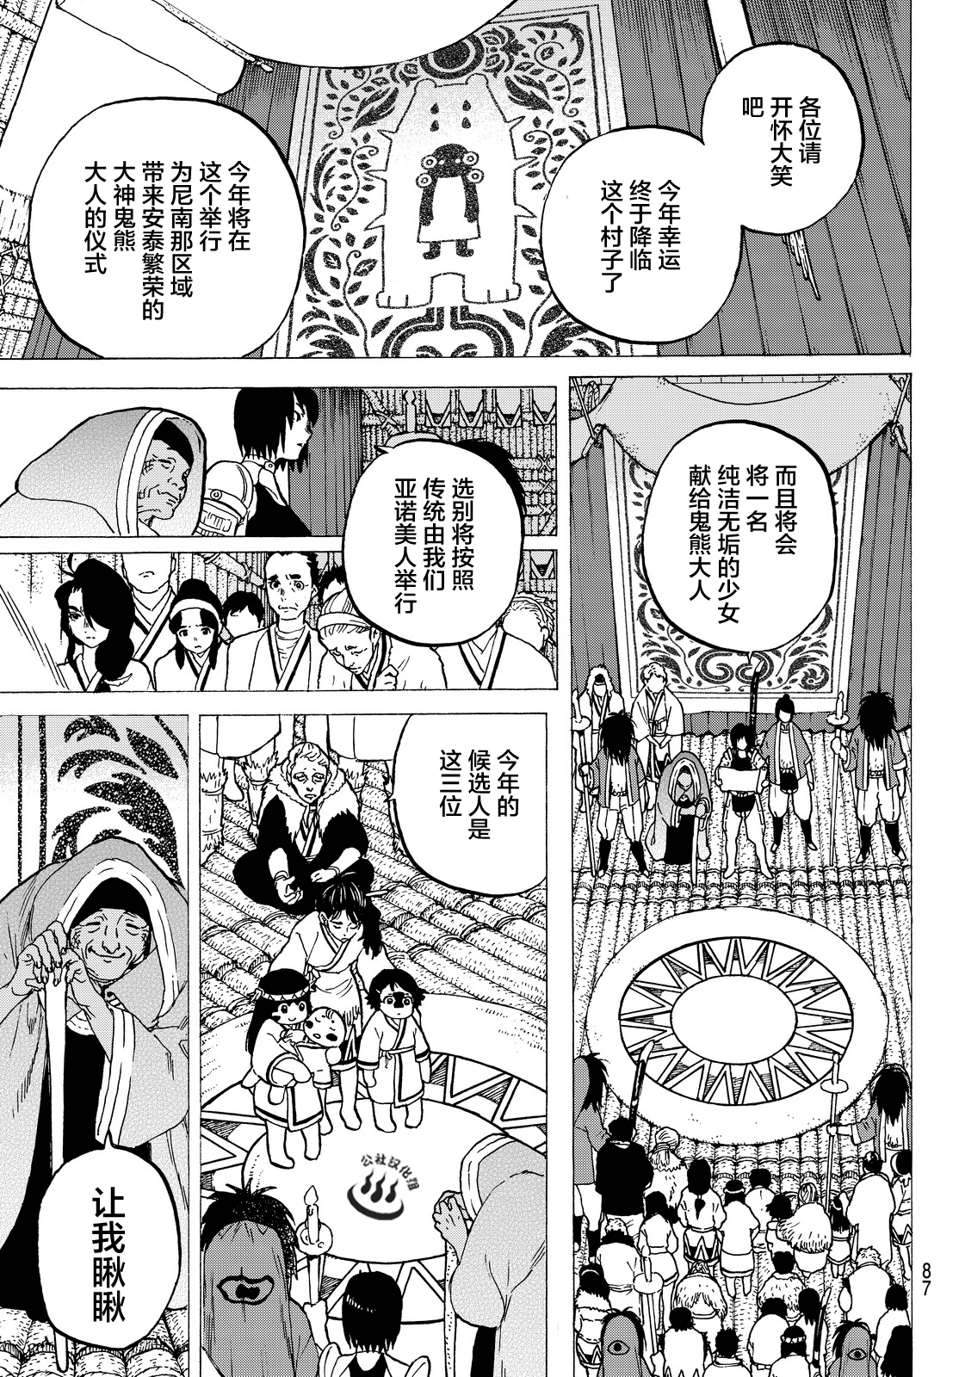 各位请
开怀大笑
吧
今年幸运
终于降临
这个村子了
今年将在
这个举行
为尼南那区域
带来安泰繁荣的
大神鬼熊
大人的仪式
而且将会
将一名
纯洁无垢的少女
献给鬼熊大人
选别将按照
传统由我们
亚诺美人举行
今年的
候选人是
这三位
公社汉化组
让我瞅瞅
87